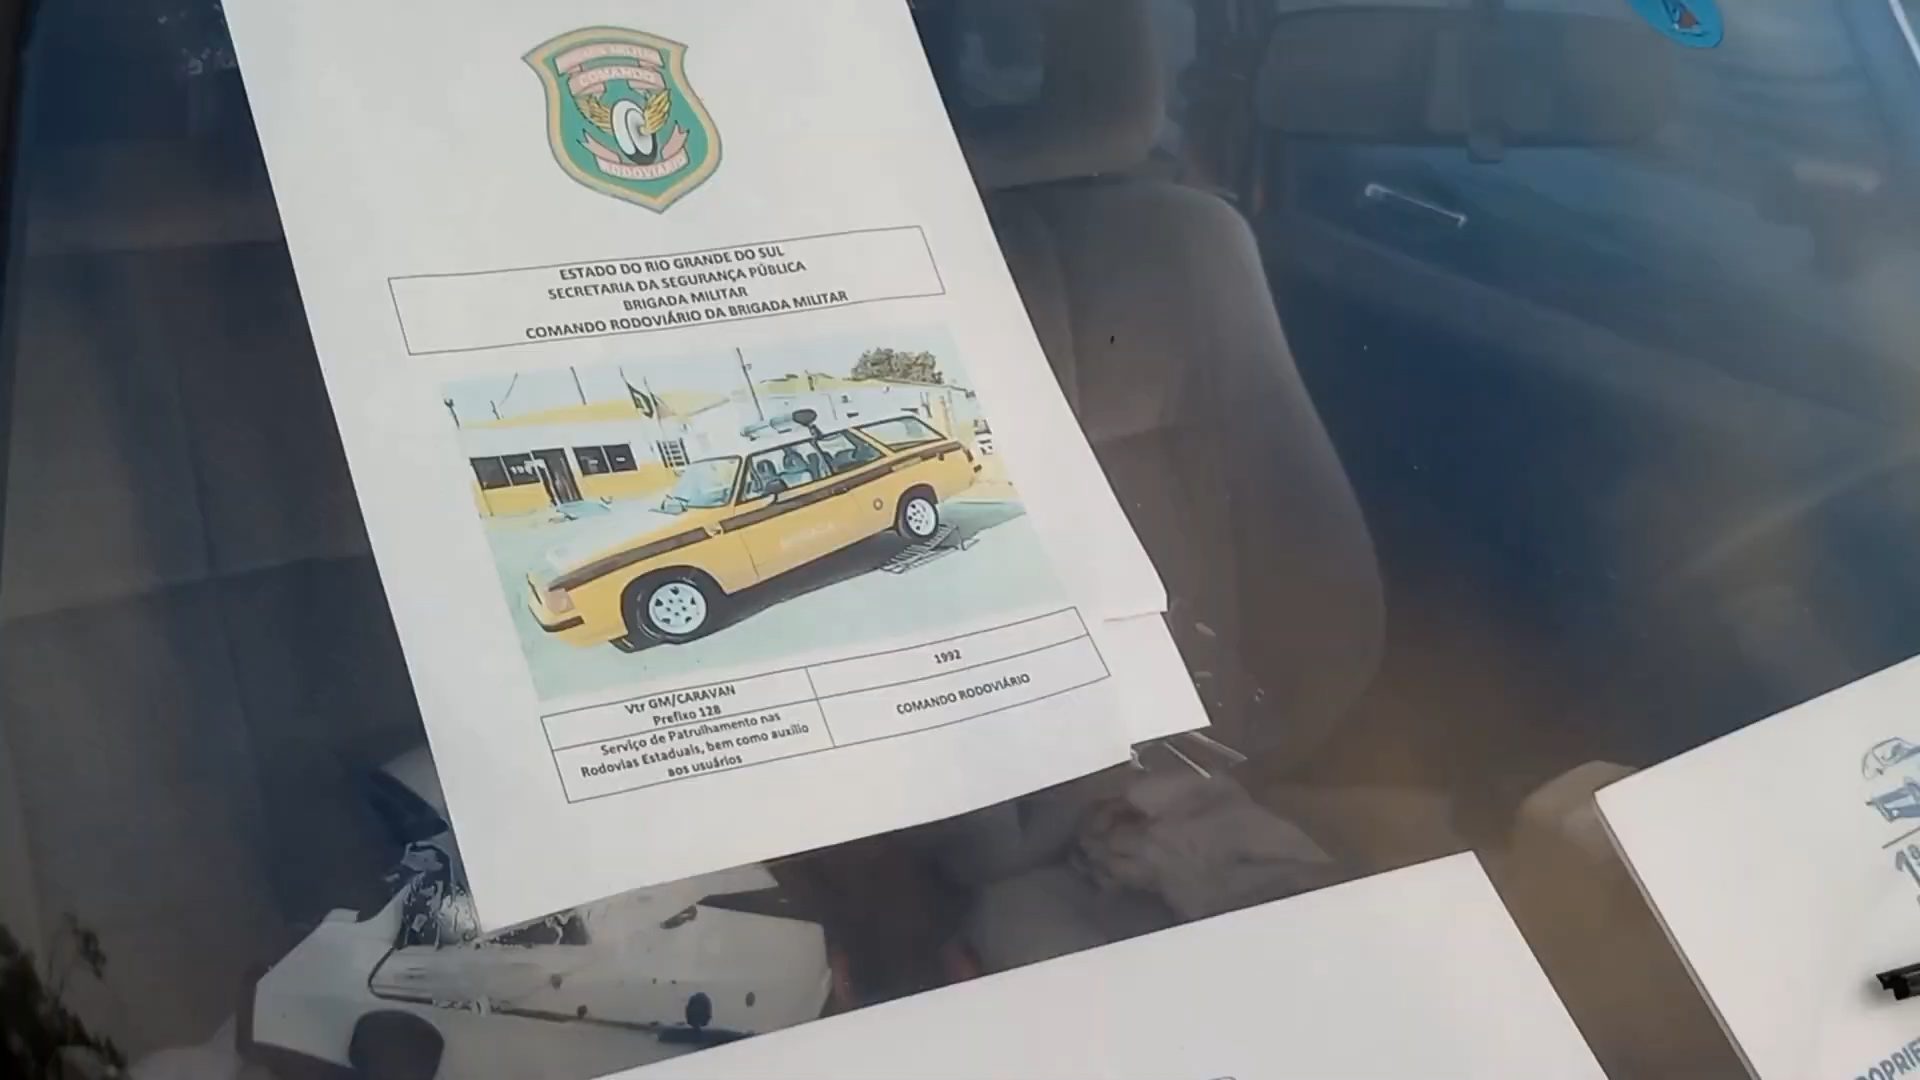 COMANDO
RODOVIÁRIO
ESTADO DO RIO GRANDE DO SUL
SECRETARIA DA SEGURANÇA PÚBLICA
BRIGADA MILITAR
COMANDO RODOVIÁRIO DA BRIGADA MILITAR
Vtr GM/CARAVAN
Prefixo 128
1992
Serviço de Patrulhamento nas
Rodovias Estaduais, bem como auxílio
aos usuários
COMANDO RODOVIÁRIO
1ª